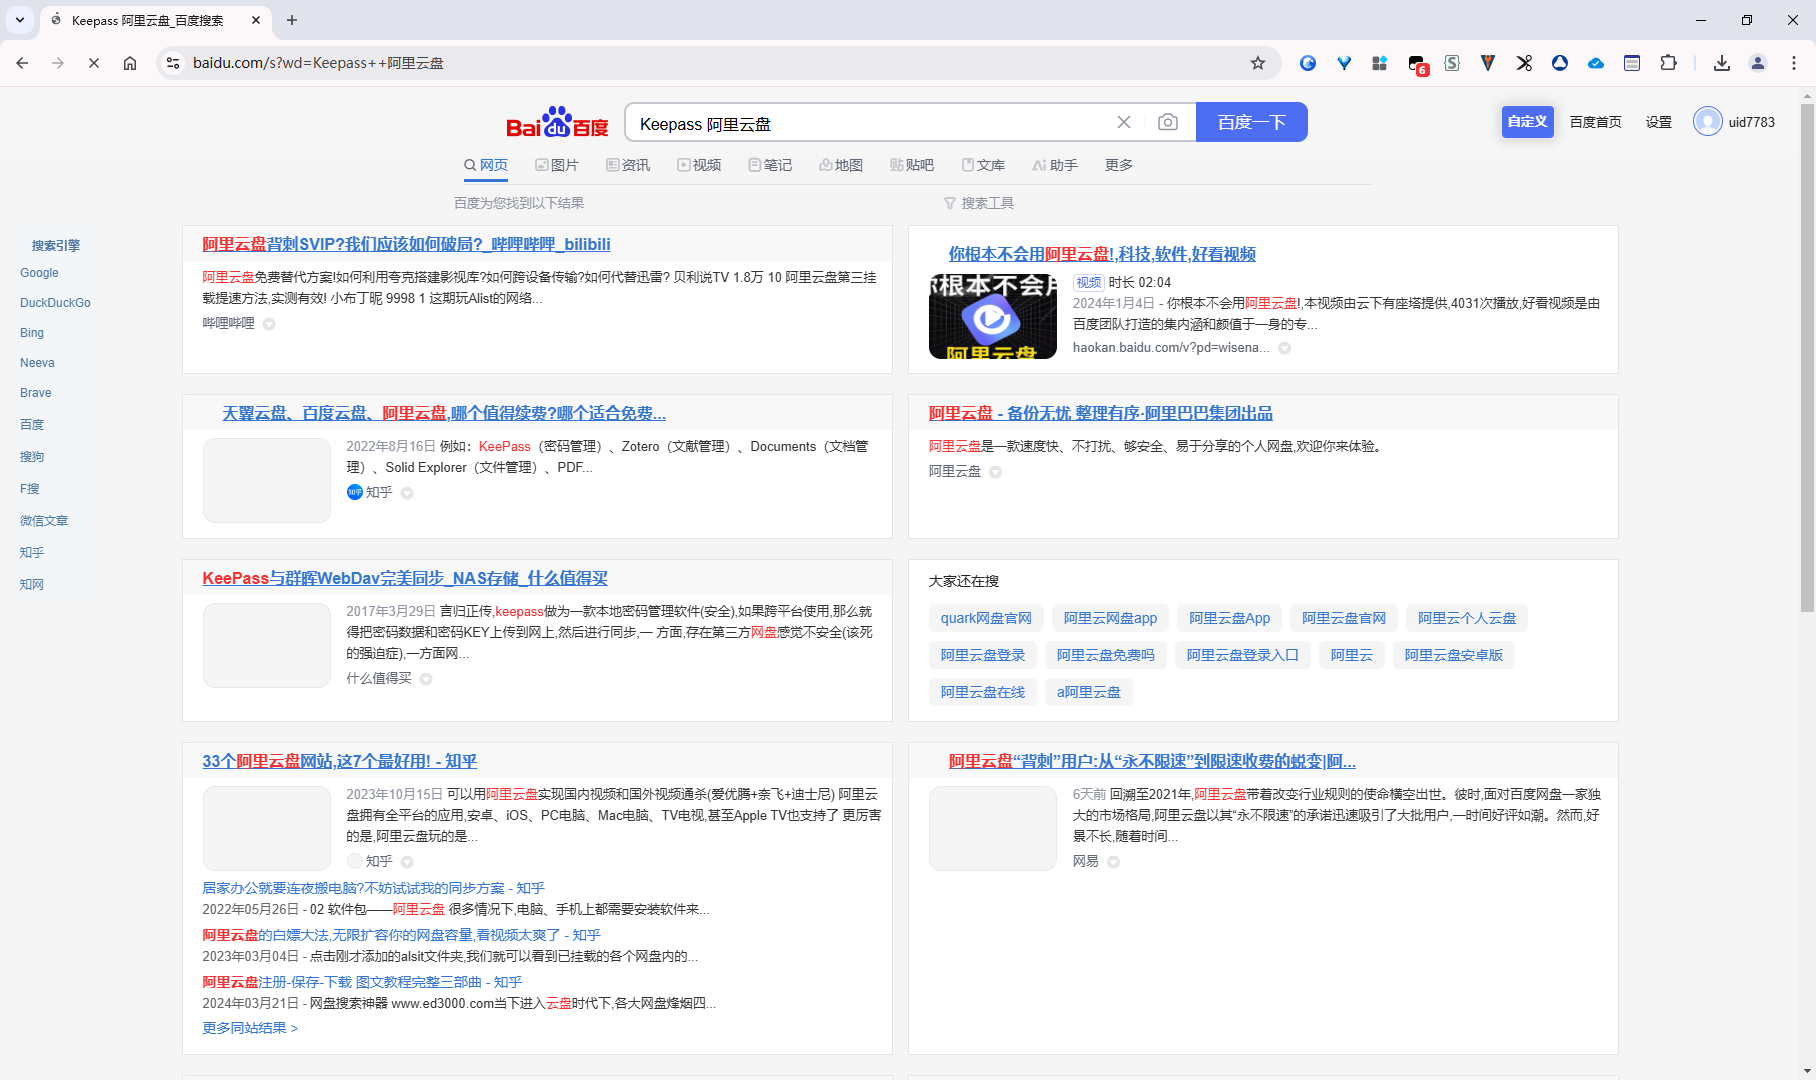 Keepass 阿里云盘_百度搜索
baidu.com/s?wd=Keepass++阿里云盘
6
Bai du 百度
Keepass 阿里云盘
百度一下
自定义
百度首页
设置
uid7783
网页
图片
资讯
视频
笔记
地图
贴吧
文库
助手
更多
百度为您找到以下结果
搜索工具
搜索引擎
Google
DuckDuckGo
Bing
Neeva
Brave
百度
搜狗
F搜
微信文章
知乎
知网
阿里云盘背刺SVIP?我们应该如何破局?_哔哩哔哩_bilibili
阿里云盘免费替代方案!如何利用夸克搭建影视库?如何跨设备传输?如何代替迅雷? 贝利说TV 1.8万 10 阿里云盘第三挂
载提速方法,实测有效! 小布丁昵 9998 1 这期玩Alist的网络...
哔哩哔哩
你根本不会用阿里云盘!,科技,软件,好看视频
你根本不会用
阿里云盘
视频 时长 02:04
2024年1月4日 - 你根本不会用阿里云盘!,本视频由云下有座塔提供,4031次播放,好看视频是由
百度团队打造的集内涵和颜值于一身的专...
haokan.baidu.com/v?pd=wisena...
天翼云盘、百度云盘、阿里云盘,哪个值得续费?哪个适合免费...
2022年8月16日 例如：KeePass（密码管理）、Zotero（文献管理）、Documents（文档管
理）、Solid Explorer（文件管理）、PDF...
知乎 知乎
阿里云盘 - 备份无忧 整理有序·阿里巴巴集团出品
阿里云盘是一款速度快、不打扰、够安全、易于分享的个人网盘,欢迎你来体验。
阿里云盘
KeePass与群晖WebDav完美同步_NAS存储_什么值得买
2017年3月29日 言归正传,keepass做为一款本地密码管理软件(安全),如果跨平台使用,那么就
得把密码数据和密码KEY上传到网上,然后进行同步,一 方面,存在第三方网盘感觉不安全(该死
的强迫症),一方面网...
什么值得买
大家还在搜
quark网盘官网
阿里云网盘app
阿里云盘App
阿里云盘官网
阿里云个人云盘
阿里云盘登录
阿里云盘免费吗
阿里云盘登录入口
阿里云
阿里云盘安卓版
阿里云盘在线
a阿里云盘
33个阿里云盘网站,这7个最好用! - 知乎
2023年10月15日 可以用阿里云盘实现国内视频和国外视频通杀(爱优腾+奈飞+迪士尼) 阿里云
盘拥有全平台的应用,安卓、iOS、PC电脑、Mac电脑、TV电视,甚至Apple TV也支持了 更厉害
的是,阿里云盘玩的是...
知乎
居家办公就要连夜搬电脑?不妨试试我的同步方案 - 知乎
2022年05月26日 - 02 软件包——阿里云盘 很多情况下,电脑、手机上都需要安装软件来...
阿里云盘的白嫖大法,无限扩容你的网盘容量,看视频太爽了 - 知乎
2023年03月04日 - 点击刚才添加的alsit文件夹,我们就可以看到已挂载的各个网盘内的...
阿里云盘注册-保存-下载 图文教程完整三部曲 - 知乎
2024年03月21日 - 网盘搜索神器 www.ed3000.com当下进入云盘时代下,各大网盘烽烟四...
更多同站结果 >
阿里云盘“背刺”用户:从“永不限速”到限速收费的蜕变|阿...
6天前 回溯至2021年,阿里云盘带着改变行业规则的使命横空出世。彼时,面对百度网盘一家独
大的市场格局,阿里云盘以其“永不限速”的承诺迅速吸引了大批用户,一时间好评如潮。然而,好
景不长,随着时间...
网易